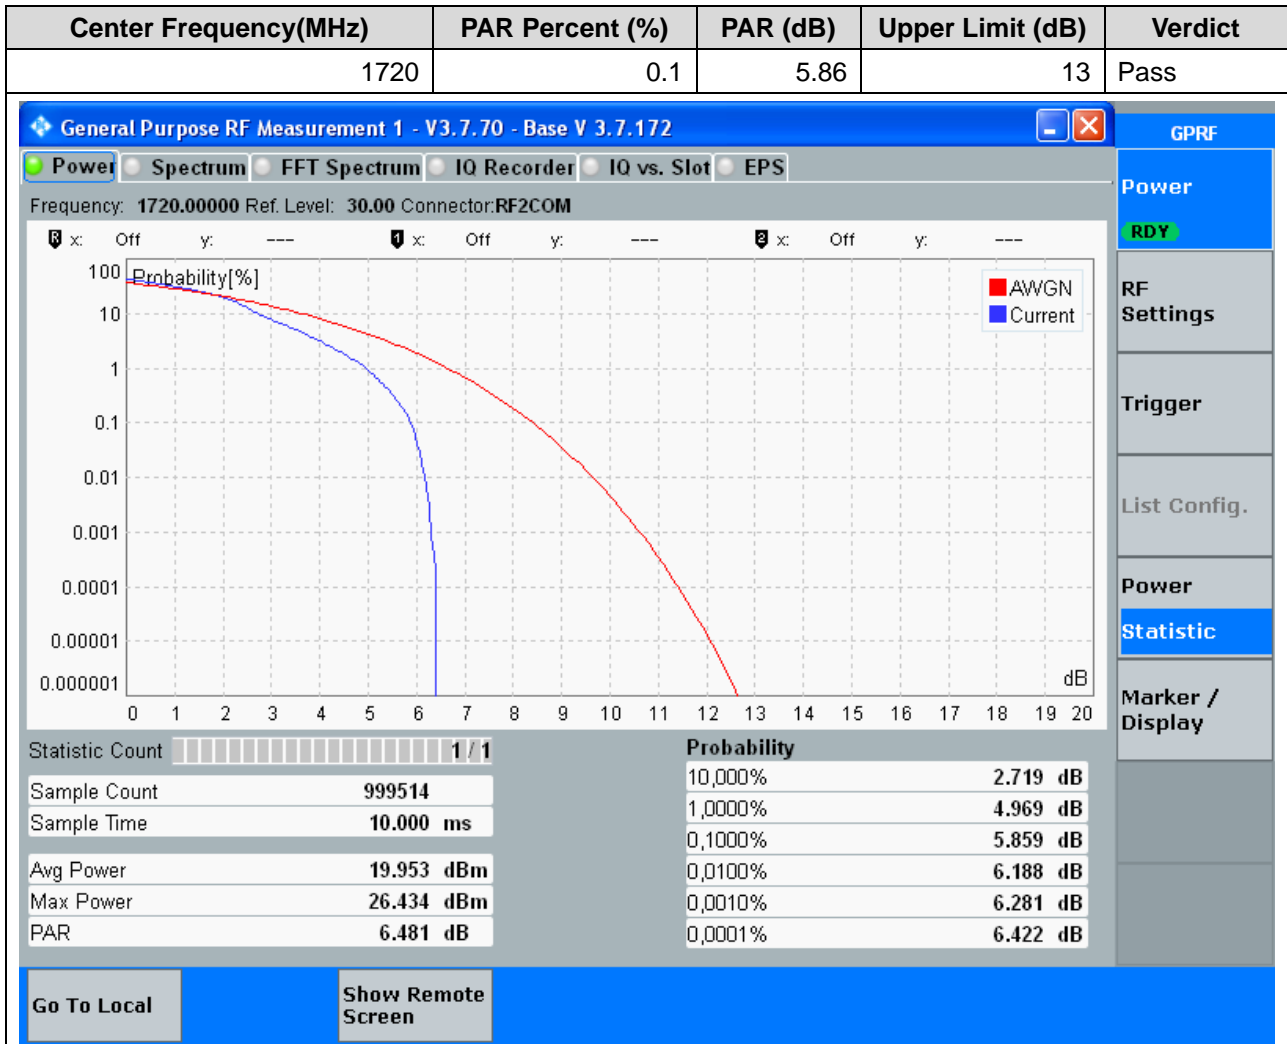 Center Frequency(MHz) PAR Percent (%) PAR (dB) Upper Limit (dB) Verdict
1720 0.1 5.86 13 Pass
General Purpose RF Measurement 1 - V3.7.70 - Base V 3.7.172
GPRF
Power Spectrum FFT Spectrum IQ Recorder IQ vs. Slot EPS
Power
RDY
Frequency: 1720.00000 Ref. Level: 30.00 Connector:RF2COM
R x: Off y: --- 1 x: Off y: --- 2 x: Off y: ---
Probability[%]
AWGN
Current
100
10
1
0.1
0.01
0.001
0.0001
0.00001
0.000001
dB
0 1 2 3 4 5 6 7 8 9 10 11 12 13 14 15 16 17 18 19 20
RF
Settings
Trigger
List Config.
Power
Statistic
Marker /
Display
Statistic Count 1 / 1
Sample Count 999514
Sample Time 10.000 ms
Avg Power 19.953 dBm
Max Power 26.434 dBm
PAR 6.481 dB
Probability
10,000% 2.719 dB
1,0000% 4.969 dB
0,1000% 5.859 dB
0,0100% 6.188 dB
0,0010% 6.281 dB
0,0001% 6.422 dB
Go To Local
Show Remote
Screen